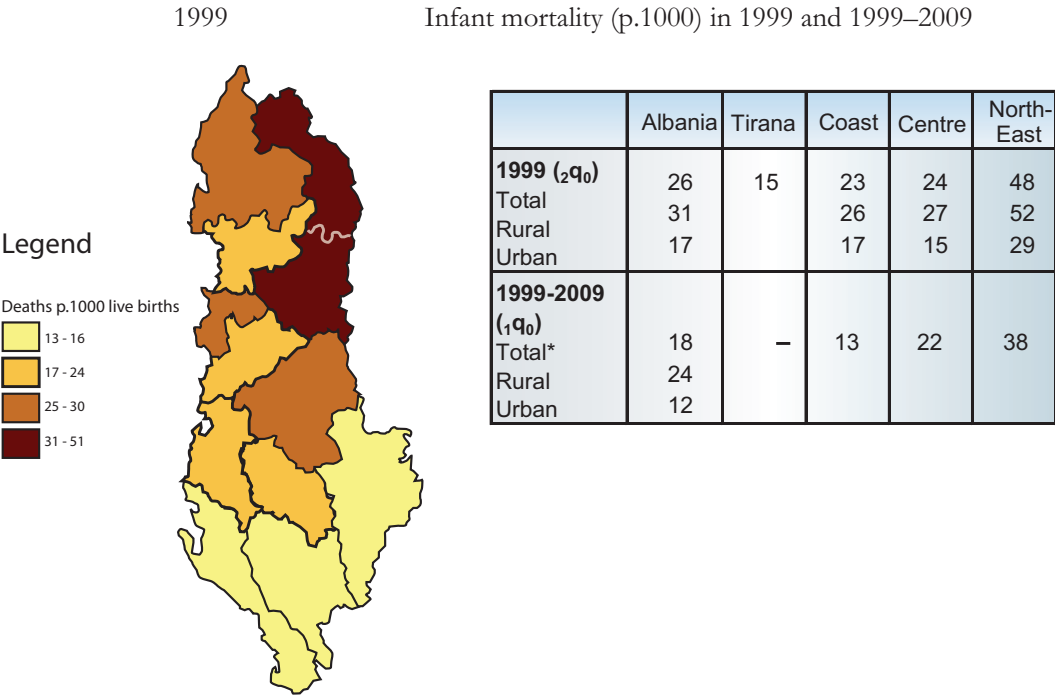 1999
Infant mortality (p.1000) in 1999 and 1999–2009
Legend
Deaths p.1000 live births
13 - 16
17 - 24
25 - 30
31 - 51
Albania Tirana Coast Centre North-
East
1999 (₂q₀)
Total 26 15 23 24 48
Rural 31 26 27 52
Urban 17 17 15 29
1999-2009
(₁q₀)
Total* 18 – 13 22 38
Rural 24
Urban 12